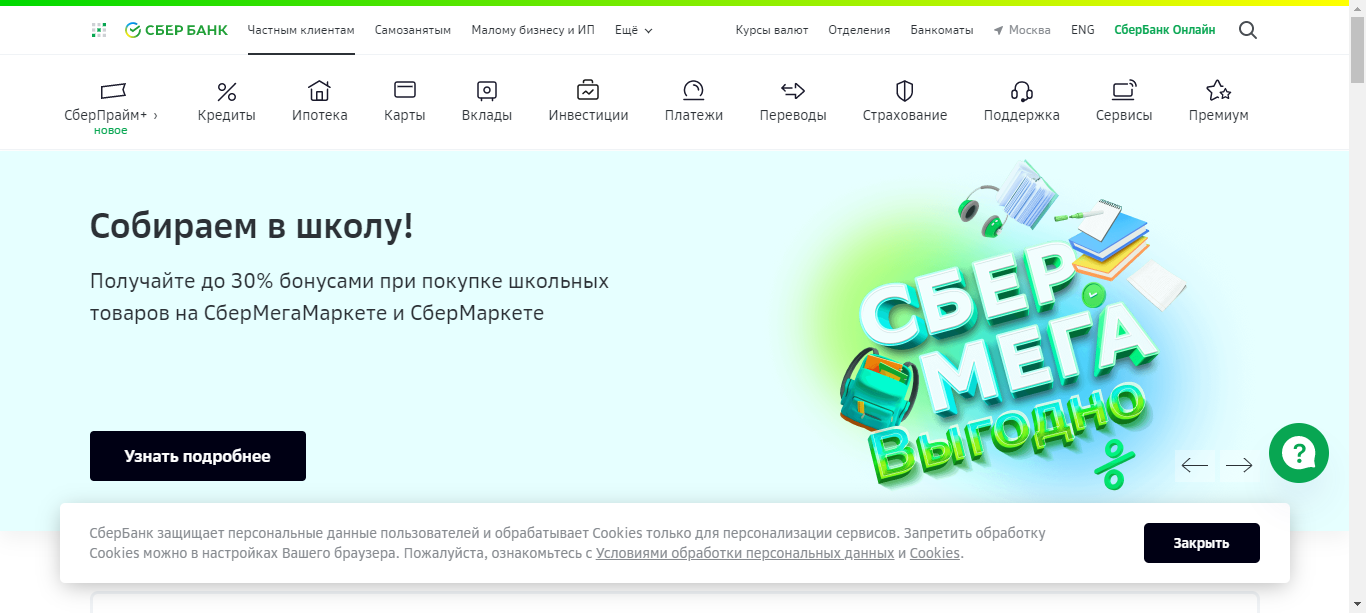 СБЕР БАНК
Частным клиентам
Самозанятым
Малому бизнесу и ИП
Ещё
Курсы валют
Отделения
Банкоматы
Москва
ENG
СберБанк Онлайн
СберПрайм+ ›
новое
Кредиты
Ипотека
Карты
Вклады
Инвестиции
Платежи
Переводы
Страхование
Поддержка
Сервисы
Премиум
Собираем в школу!
Получайте до 30% бонусами при покупке школьных
товаров на СберМегаМаркете и СберМаркете
Узнать подробнее
СБЕР
МЕГА
Выгодно
%
?
СберБанк защищает персональные данные пользователей и обрабатывает Cookies только для персонализации сервисов. Запретить обработку
Cookies можно в настройках Вашего браузера. Пожалуйста, ознакомьтесь с Условиями обработки персональных данных и Cookies.
Закрыть